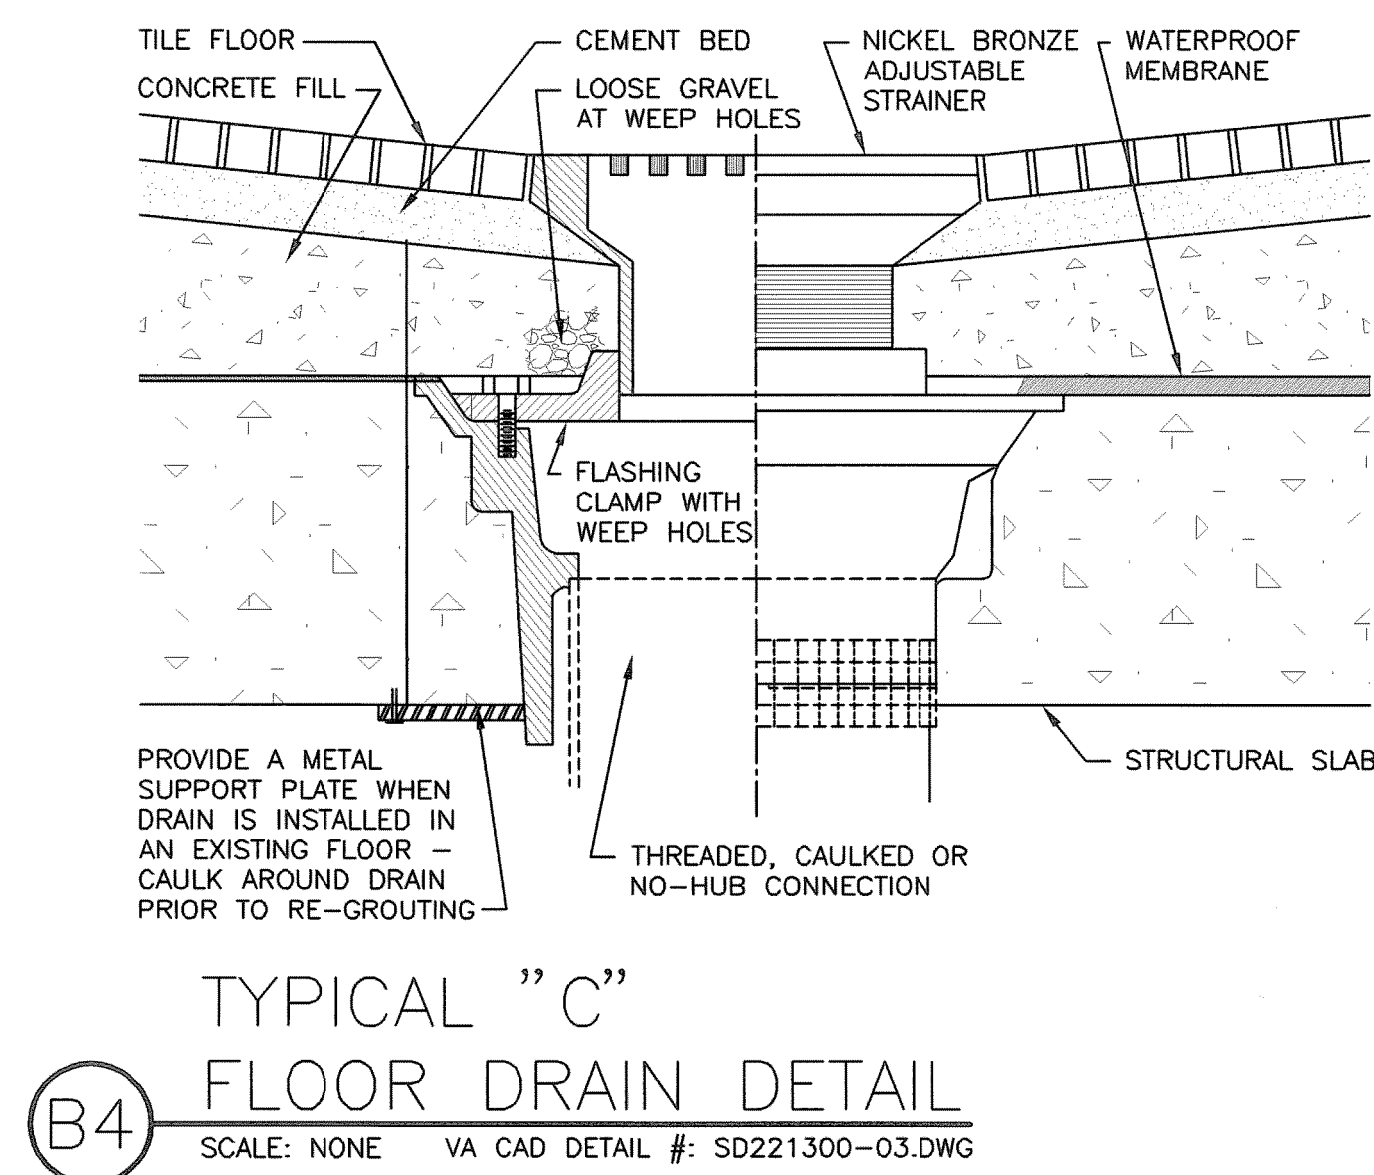 TILE FLOOR
CONCRETE FILL
CEMENT BED
LOOSE GRAVEL
AT WEEP HOLES
NICKEL BRONZE
ADJUSTABLE
STRAINER
WATERPROOF
MEMBRANE
FLASHING
CLAMP WITH
WEEP HOLES
PROVIDE A METAL
SUPPORT PLATE WHEN
DRAIN IS INSTALLED IN
AN EXISTING FLOOR –
CAULK AROUND DRAIN
PRIOR TO RE-GROUTING
THREADED, CAULKED OR
NO-HUB CONNECTION
STRUCTURAL SLAB
TYPICAL "C"
FLOOR DRAIN DETAIL
B4
SCALE: NONE VA CAD DETAIL #: SD221300-03.DWG